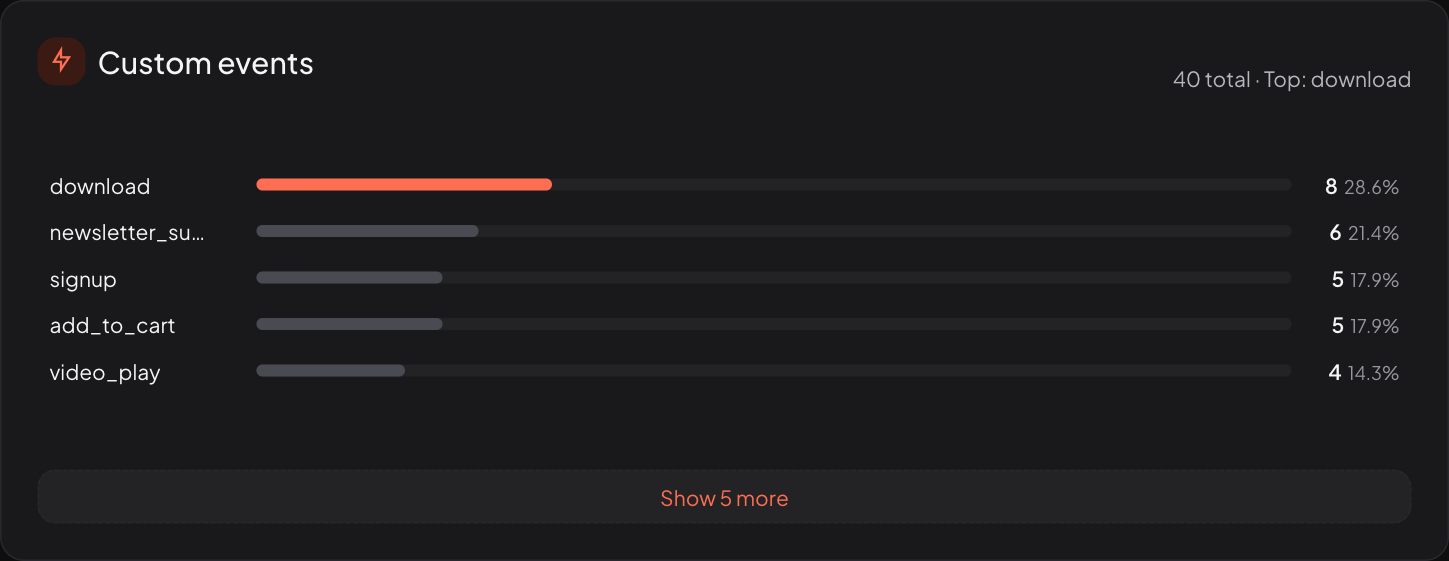 Custom events
40 total · Top: download
download 8 28.6%
newsletter_su... 6 21.4%
signup 5 17.9%
add_to_cart 5 17.9%
video_play 4 14.3%
Show 5 more